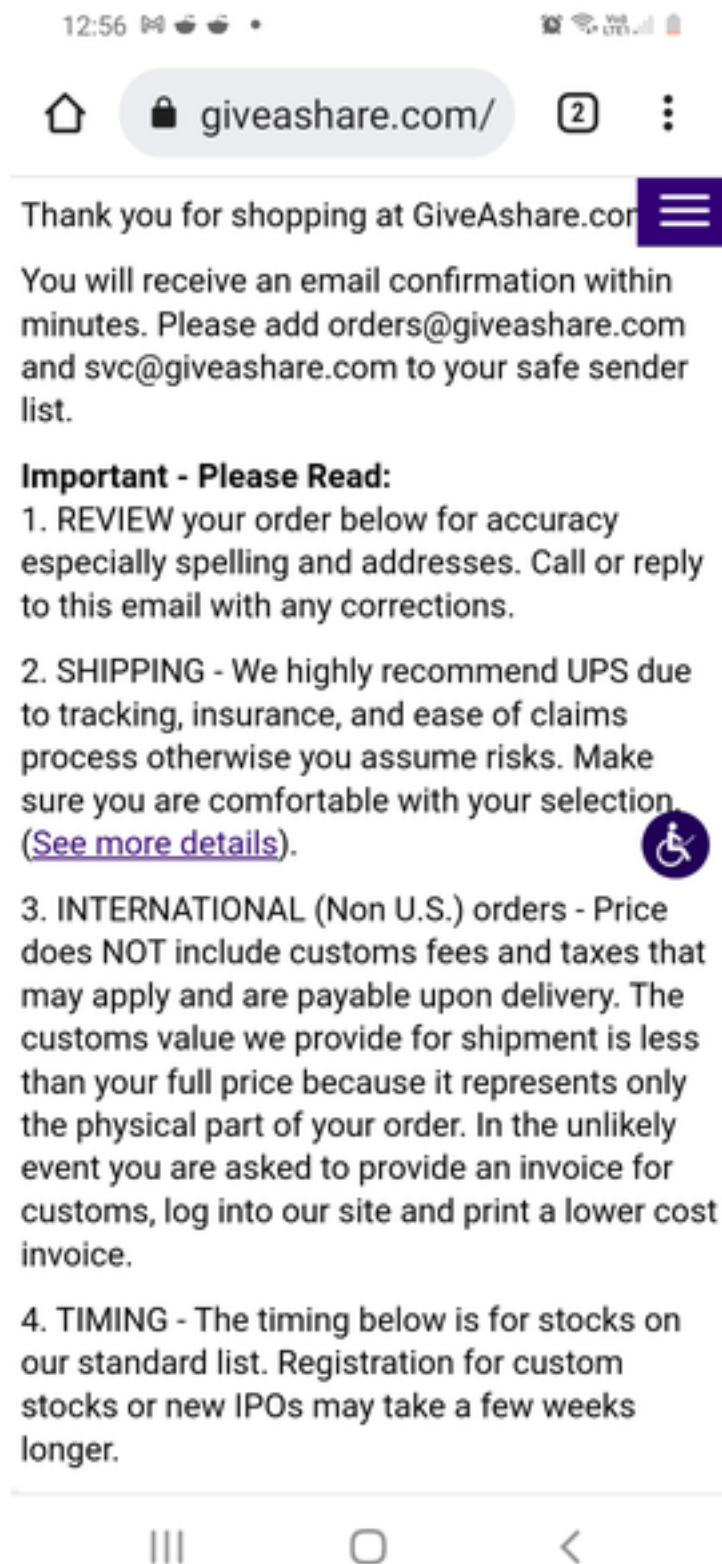 12:56
giveashare.com/
2
Thank you for shopping at GiveAshare.com
You will receive an email confirmation within
minutes. Please add orders@giveashare.com
and svc@giveashare.com to your safe sender
list.
Important - Please Read:
1. REVIEW your order below for accuracy
especially spelling and addresses. Call or reply
to this email with any corrections.
2. SHIPPING - We highly recommend UPS due
to tracking, insurance, and ease of claims
process otherwise you assume risks. Make
sure you are comfortable with your selection.
(See more details).
3. INTERNATIONAL (Non U.S.) orders - Price
does NOT include customs fees and taxes that
may apply and are payable upon delivery. The
customs value we provide for shipment is less
than your full price because it represents only
the physical part of your order. In the unlikely
event you are asked to provide an invoice for
customs, log into our site and print a lower cost
invoice.
4. TIMING - The timing below is for stocks on
our standard list. Registration for custom
stocks or new IPOs may take a few weeks
longer.